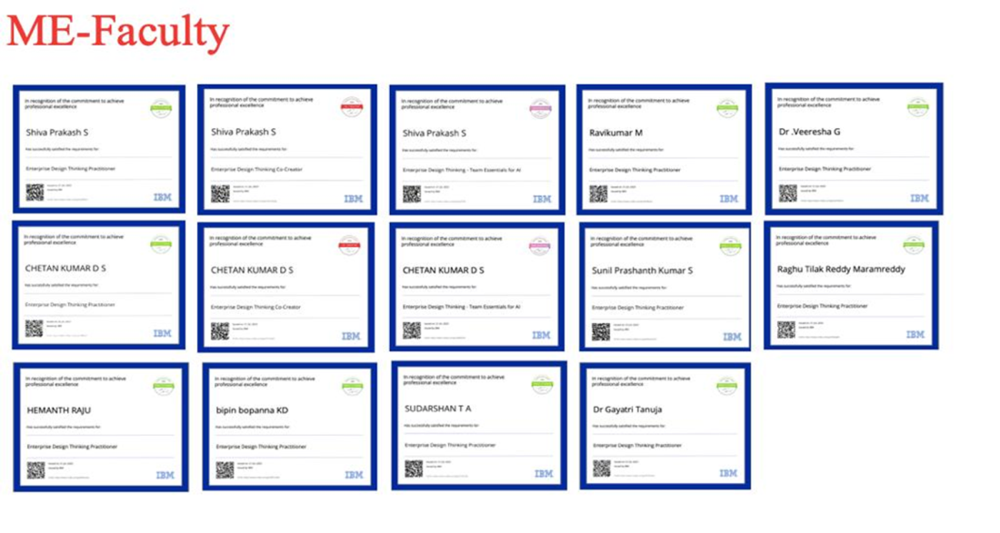 ME-Faculty
In recognition of the commitment to achieve
professional excellence
Shiva Prakash S
Has successfully satisfied the requirements for:
Enterprise Design Thinking Practitioner
IBM
In recognition of the commitment to achieve
professional excellence
Shiva Prakash S
Has successfully satisfied the requirements for:
Enterprise Design Thinking Co-Creator
IBM
In recognition of the commitment to achieve
professional excellence
Shiva Prakash S
Has successfully satisfied the requirements for:
Enterprise Design Thinking - Team Essentials for AI
IBM
In recognition of the commitment to achieve
professional excellence
Ravikumar M
Has successfully satisfied the requirements for:
Enterprise Design Thinking Practitioner
IBM
In recognition of the commitment to achieve
professional excellence
Dr .Veeresha G
Has successfully satisfied the requirements for:
Enterprise Design Thinking Practitioner
IBM
In recognition of the commitment to achieve
professional excellence
CHETAN KUMAR D S
Has successfully satisfied the requirements for:
Enterprise Design Thinking Practitioner
IBM
In recognition of the commitment to achieve
professional excellence
CHETAN KUMAR D S
Has successfully satisfied the requirements for:
Enterprise Design Thinking Co-Creator
IBM
In recognition of the commitment to achieve
professional excellence
CHETAN KUMAR D S
Has successfully satisfied the requirements for:
Enterprise Design Thinking - Team Essentials for AI
IBM
In recognition of the commitment to achieve
professional excellence
Sunil Prashanth Kumar S
Has successfully satisfied the requirements for:
Enterprise Design Thinking Practitioner
IBM
In recognition of the commitment to achieve
professional excellence
Raghu Tilak Reddy Maramreddy
Has successfully satisfied the requirements for:
Enterprise Design Thinking Practitioner
IBM
In recognition of the commitment to achieve
professional excellence
HEMANTH RAJU
Has successfully satisfied the requirements for:
Enterprise Design Thinking Practitioner
IBM
In recognition of the commitment to achieve
professional excellence
bipin bopanna KD
Has successfully satisfied the requirements for:
Enterprise Design Thinking Practitioner
IBM
In recognition of the commitment to achieve
professional excellence
SUDARSHAN T A
Has successfully satisfied the requirements for:
Enterprise Design Thinking Practitioner
IBM
In recognition of the commitment to achieve
professional excellence
Dr Gayatri Tanuja
Has successfully satisfied the requirements for:
Enterprise Design Thinking Practitioner
IBM